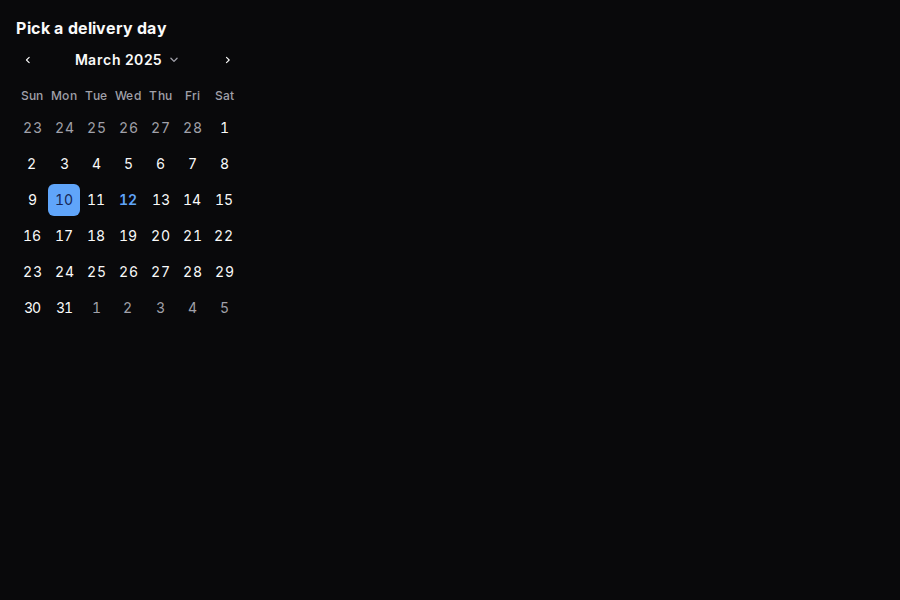 Pick a delivery day
March 2025
Sun Mon Tue Wed Thu Fri Sat
23 24 25 26 27 28 1
2 3 4 5 6 7 8
9 10 11 12 13 14 15
16 17 18 19 20 21 22
23 24 25 26 27 28 29
30 31 1 2 3 4 5